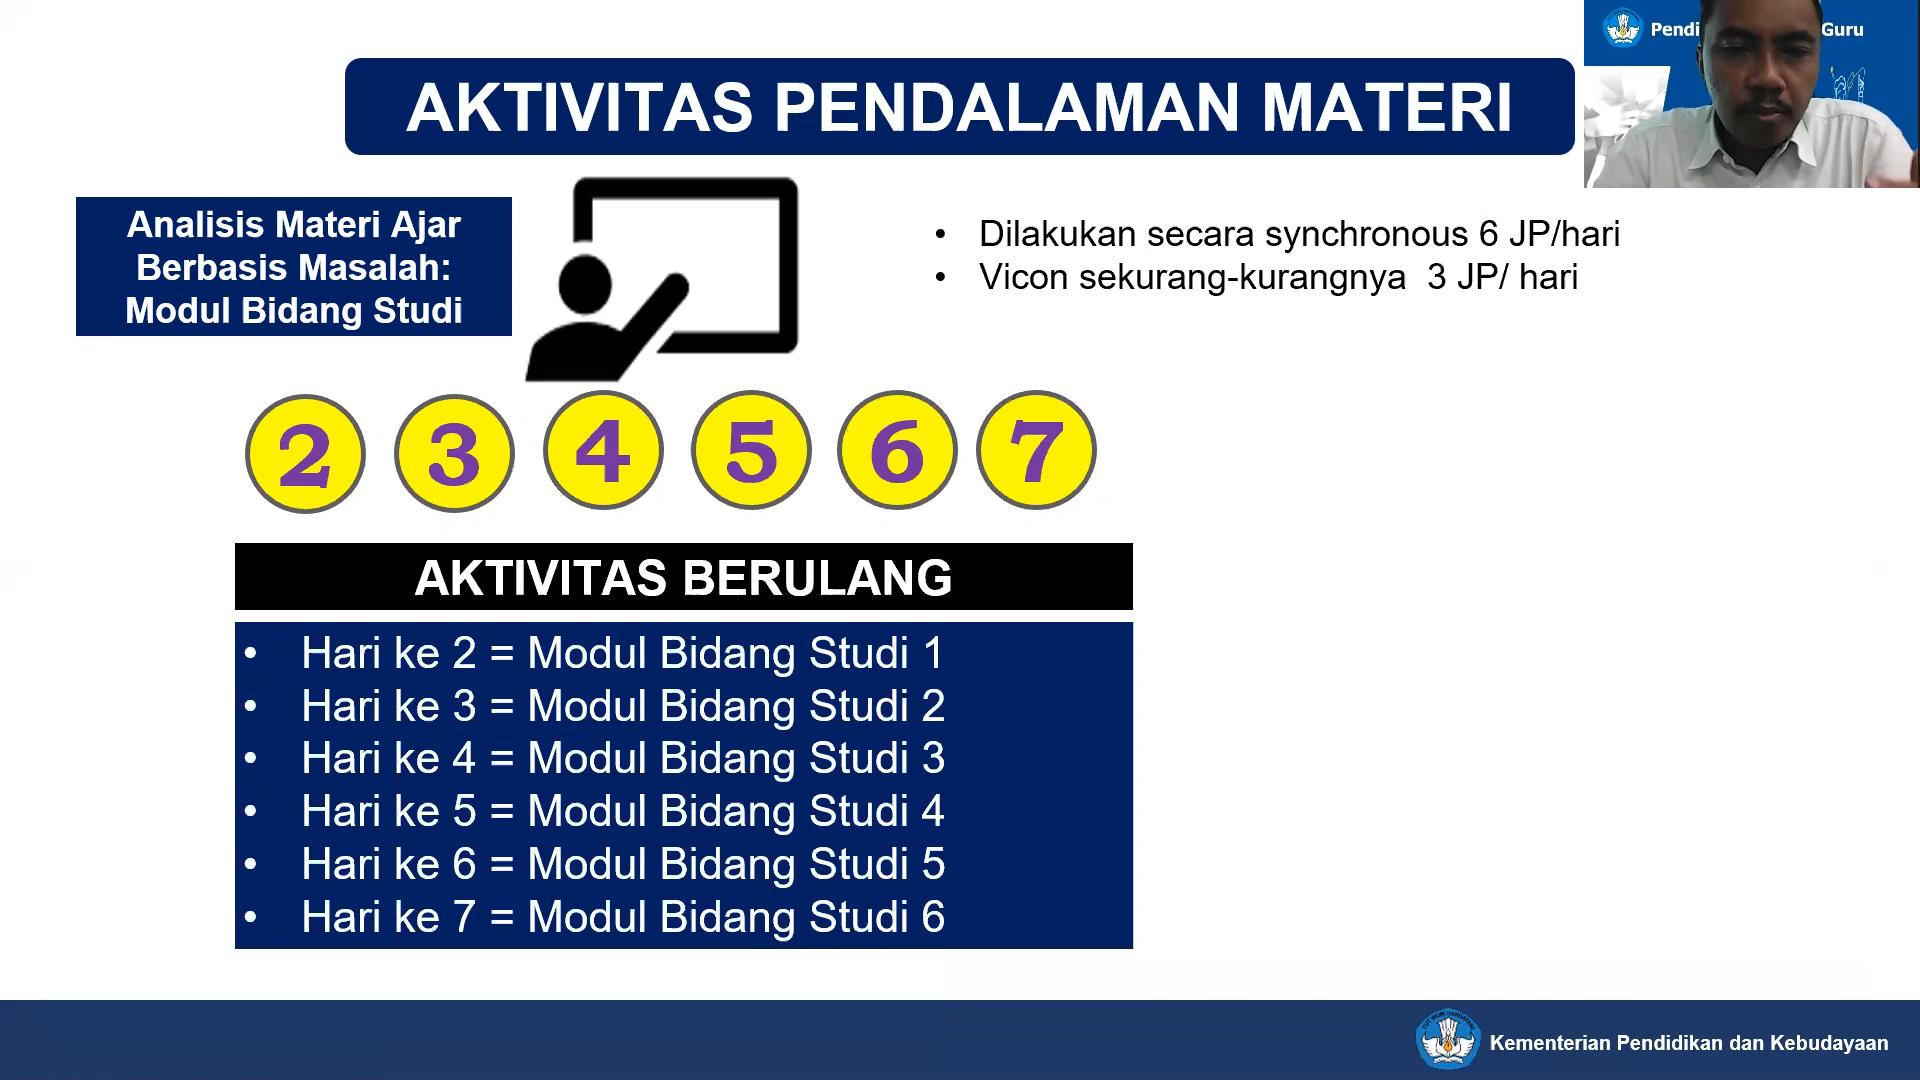 Pendi
Guru
AKTIVITAS PENDALAMAN MATERI
Analisis Materi Ajar
Berbasis Masalah:
Modul Bidang Studi
• Dilakukan secara synchronous 6 JP/hari
• Vicon sekurang-kurangnya 3 JP/ hari
2 3 4 5 6 7
AKTIVITAS BERULANG
• Hari ke 2 = Modul Bidang Studi 1
• Hari ke 3 = Modul Bidang Studi 2
• Hari ke 4 = Modul Bidang Studi 3
• Hari ke 5 = Modul Bidang Studi 4
• Hari ke 6 = Modul Bidang Studi 5
• Hari ke 7 = Modul Bidang Studi 6
Kementerian Pendidikan dan Kebudayaan